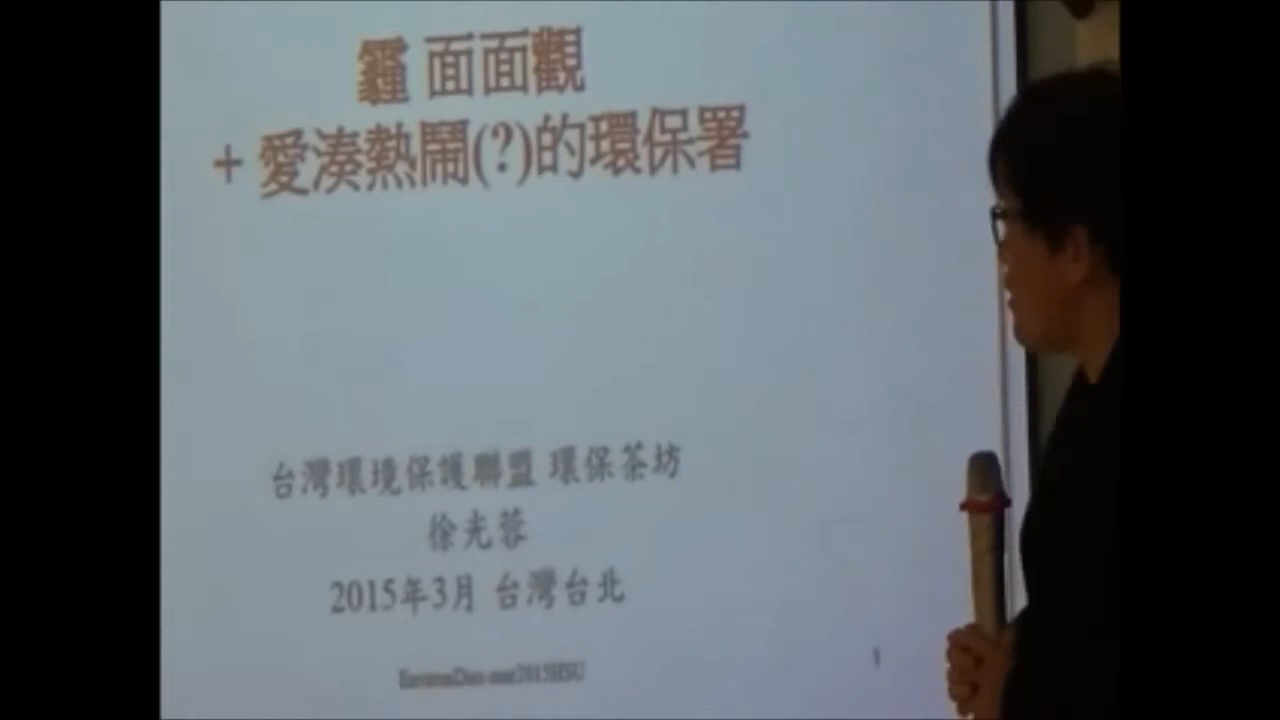 霾 面面觀
+ 愛湊熱鬧(?)的環保署
台灣環境保護聯盟 環保茶坊
徐光蓉
2015年3月 台灣台北
1